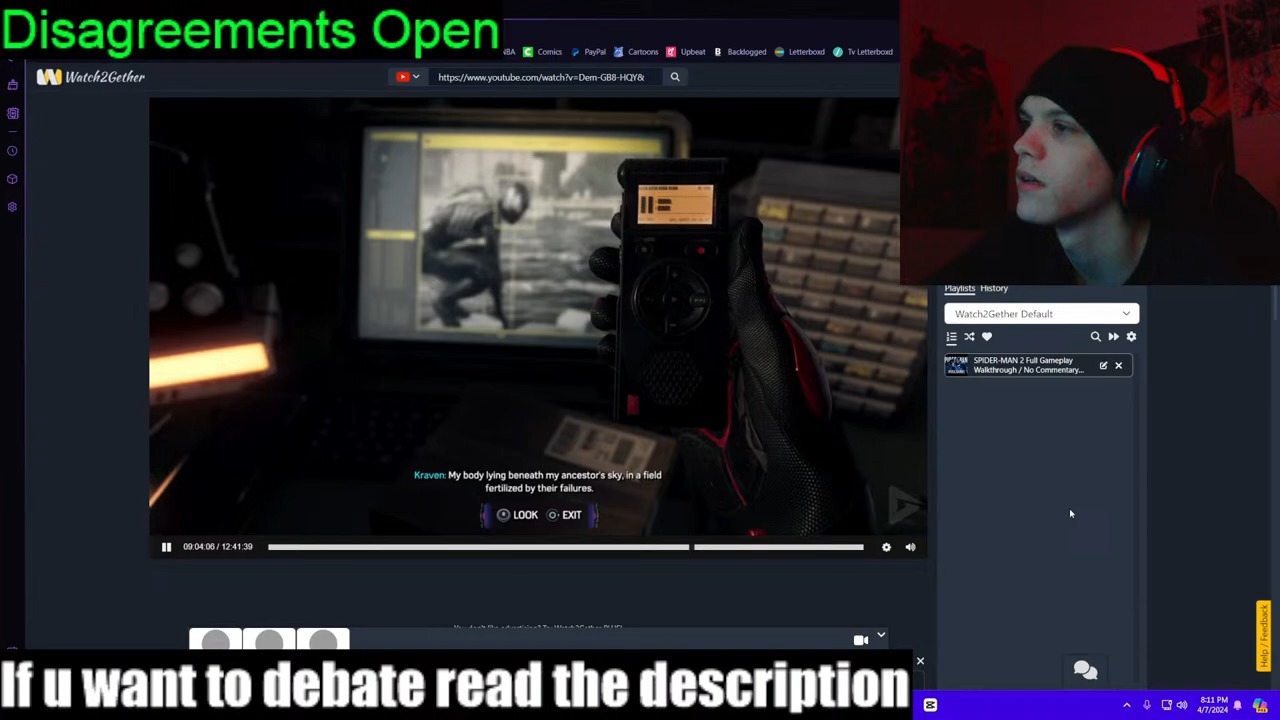 Disagreements Open
NBA
Comics
PayPal
Cartoons
Upbeat
B Backlogged
Letterboxd
Tv Letterboxd
Watch2Gether
https://www.youtube.com/watch?v=Dem-GB8-HQY&
Playlists History
Watch2Gether Default
SPIDER-MAN 2 Full Gameplay
Walkthrough / No Commentary...
Kraven: My body lying beneath my ancestor's sky, in a field
fertilized by their failures.
LOOK EXIT
09:04:06 / 12:41:39
Help / Feedback
If u want to debate read the description
8:11 PM
4/7/2024